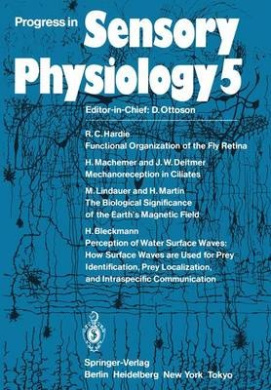 Progress in
Sensory
Physiology 5
Editor-in-Chief: D. Ottoson
R.C. Hardie
Functional Organization of the Fly Retina
H. Machemer and J.W. Deitmer
Mechanoreception in Ciliates
M. Lindauer and H. Martin
The Biological Significance
of the Earth's Magnetic Field
H. Bleckmann
Perception of Water Surface Waves:
How Surface Waves are Used for Prey
Identification, Prey Localization,
and Intraspecific Communication
Springer-Verlag
Berlin Heidelberg New York Tokyo